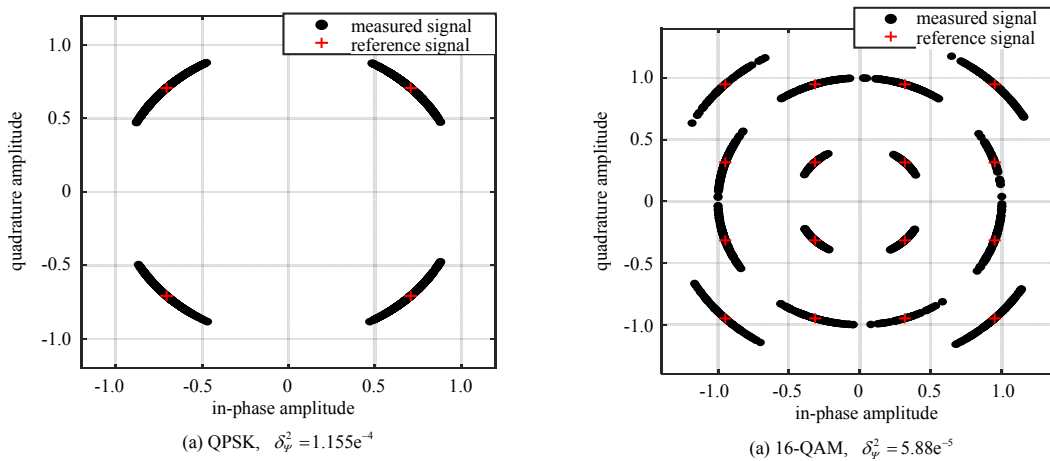 measured signal
reference signal
1.0
0.5
0
-0.5
-1.0
quadrature amplitude
-1.0 -0.5 0 0.5 1.0
in-phase amplitude
(a) QPSK, δ²_Ψ =1.155e⁻⁴
measured signal
reference signal
1.0
0.5
0
-0.5
-1.0
quadrature amplitude
-1.0 -0.5 0 0.5 1.0
in-phase amplitude
(a) 16-QAM, δ²_Ψ =5.88e⁻⁵